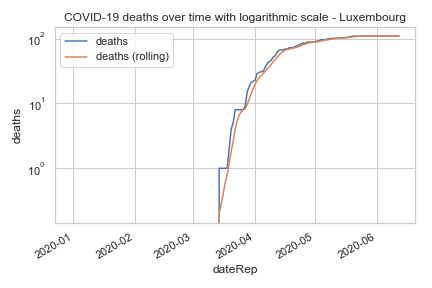 COVID-19 deaths over time with logarithmic scale - Luxembourg
deaths
deaths (rolling)
10²
10¹
10⁰
deaths
2020-01
2020-02
2020-03
2020-04
2020-05
2020-06
dateRep